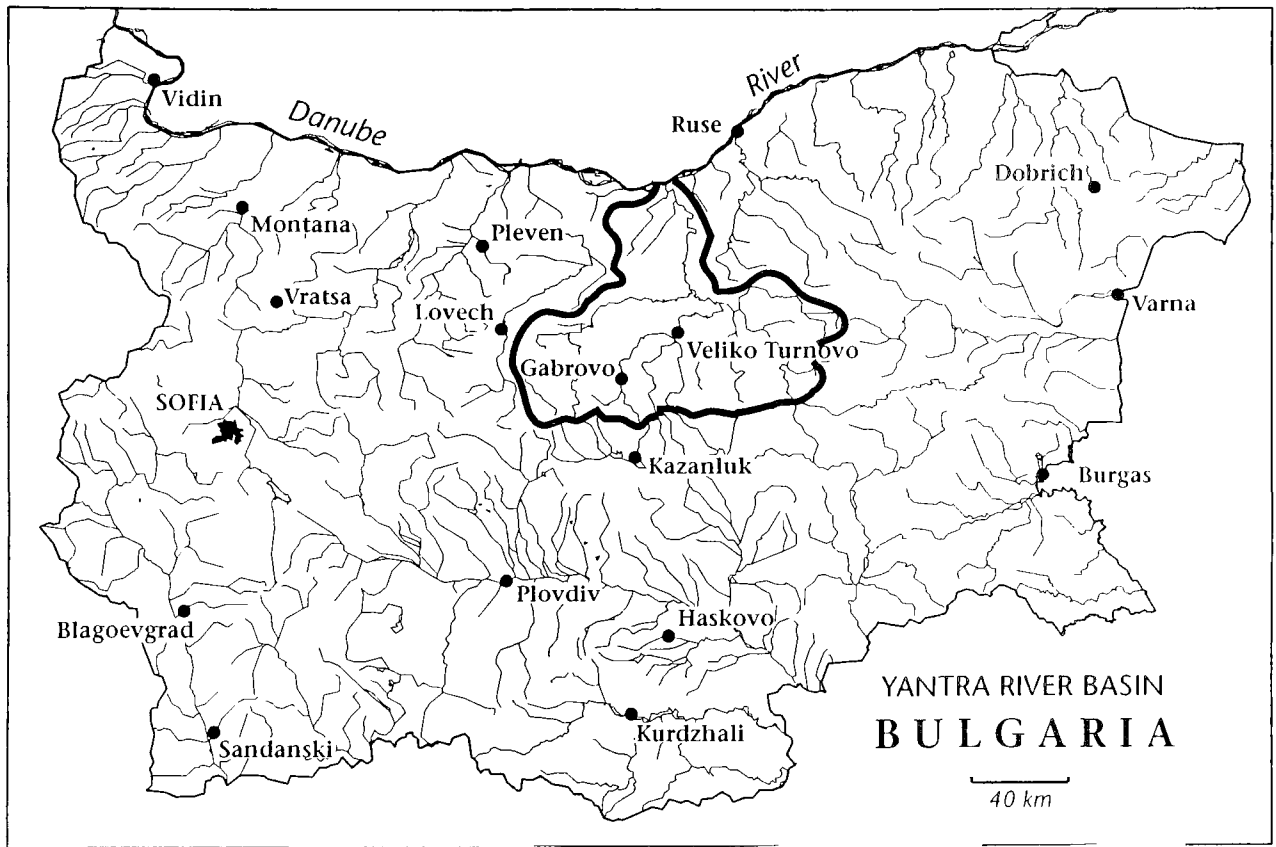 Vidin
Danube
River
Ruse
Dobrich
Montana
Pleven
Vratsa
Lovech
Varna
Veliko Turnovo
Gabrovo
SOFIA
Kazanluk
Burgas
Plovdiv
Haskovo
Blagoevgrad
YANTRA RIVER BASIN
BULGARIA
Kurdzhali
Sandanski
40 km